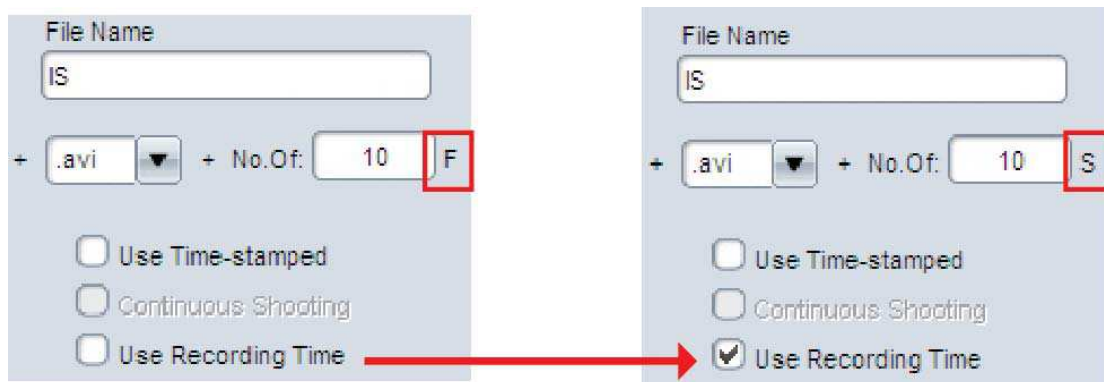 File Name
IS
+ .avi + No.Of: 10 F
Use Time-stamped
Continuous Shooting
Use Recording Time
File Name
IS
+ .avi + No.Of: 10 S
Use Time-stamped
Continuous Shooting
Use Recording Time